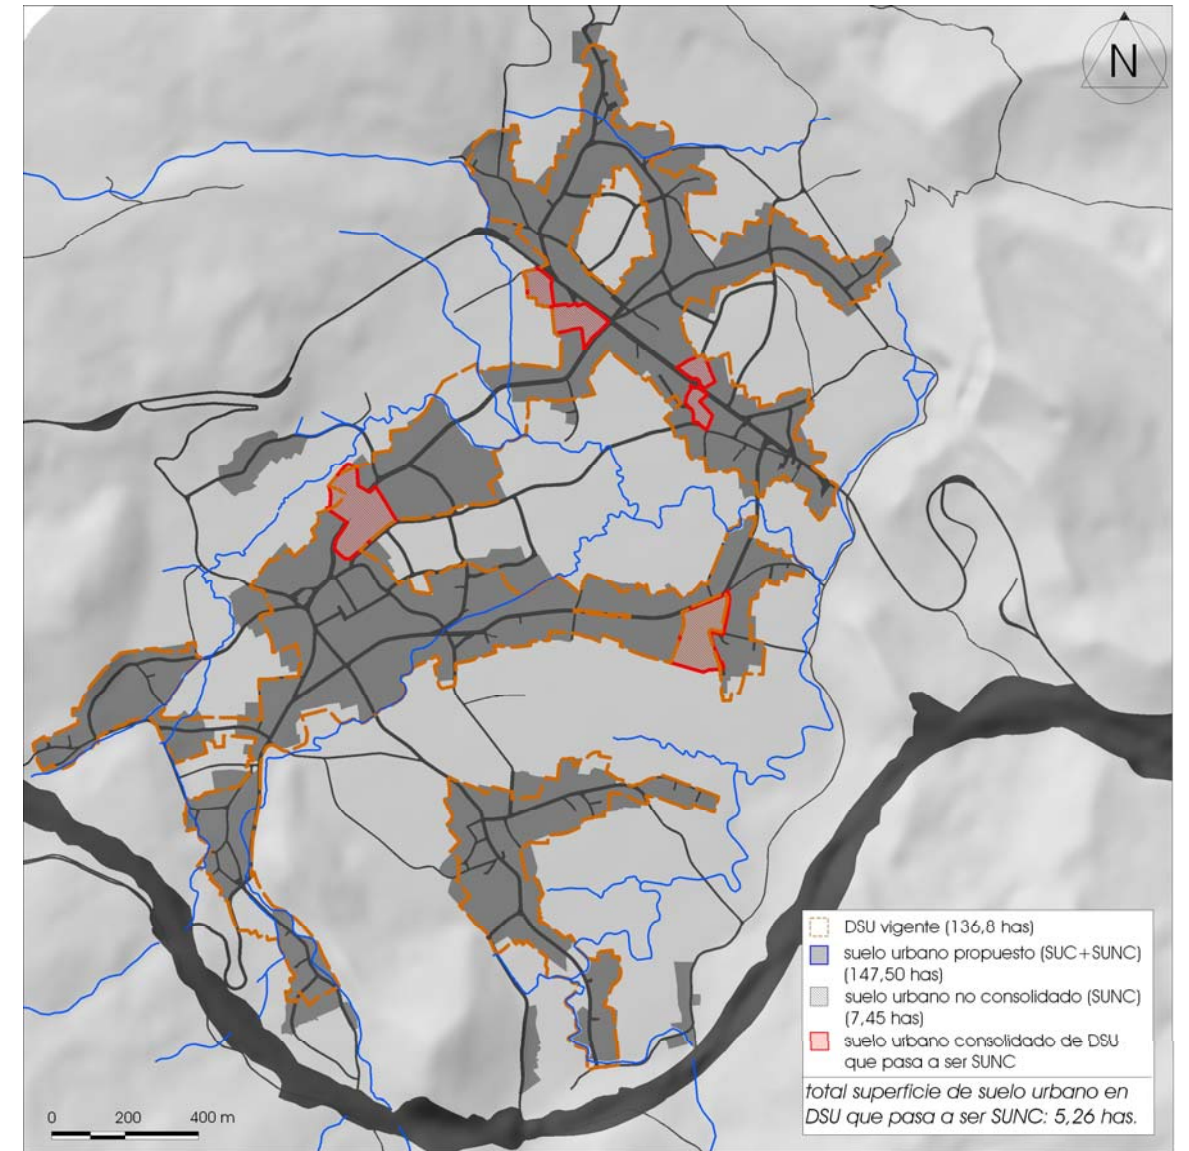 N
DSU vigente (136,8 has)
suelo urbano propuesto (SUC+SUNC)
(147,50 has)
suelo urbano no consolidado (SUNC)
(7,45 has)
suelo urbano consolidado de DSU
que pasa a ser SUNC
total superficie de suelo urbano en
DSU que pasa a ser SUNC: 5,26 has.
0 200 400 m